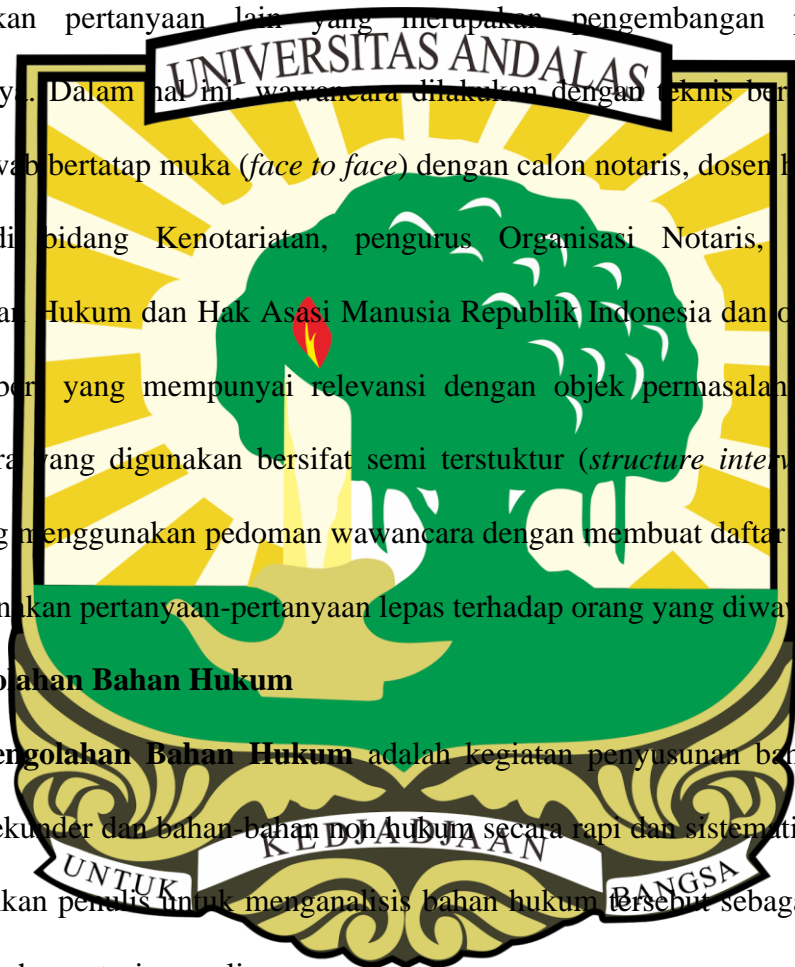 UNIVERSITAS ANDALAS
kan pertanyaan lain yang merupakan pengembangan
ya. Dalam hal ini, wawancara dilakukan dengan teknis ber
bertatap muka (face to face) dengan calon notaris, dosen
di bidang Kenotariatan, pengurus Organisasi Notaris,
an Hukum dan Hak Asasi Manusia Republik Indonesia dan
ber yang mempunyai relevansi dengan objek permasalah
ra yang digunakan bersifat semi terstuktur (structure inter
g menggunakan pedoman wawancara dengan membuat daftar
nakan pertanyaan-pertanyaan lepas terhadap orang yang diwa
olahan Bahan Hukum
engolahan Bahan Hukum adalah kegiatan penyusunan ba
ekunder dan bahan-bahan non hukum secara rapi dan sistemati
kan penulis untuk menganalisis bahan hukum tersebut sebaga
UNTUK KEDJADJAAN BANGSA